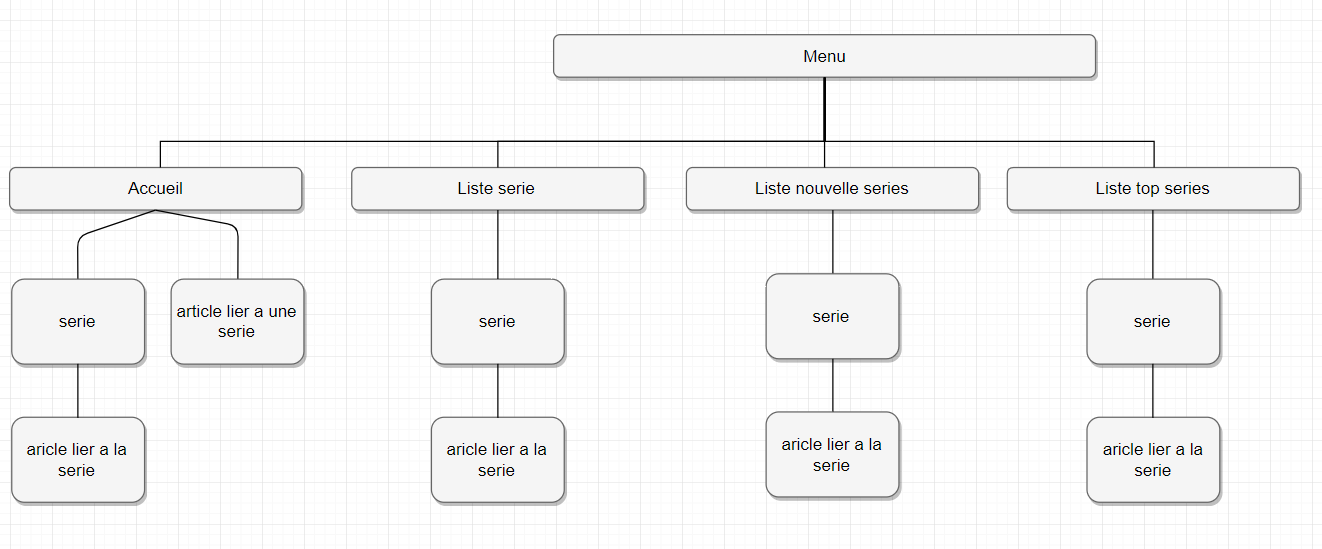 Menu
Accueil
Liste serie
Liste nouvelle series
Liste top series
serie
article lier a une
serie
serie
serie
serie
aricle lier a la
serie
aricle lier a la
serie
aricle lier a la
serie
aricle lier a la
serie